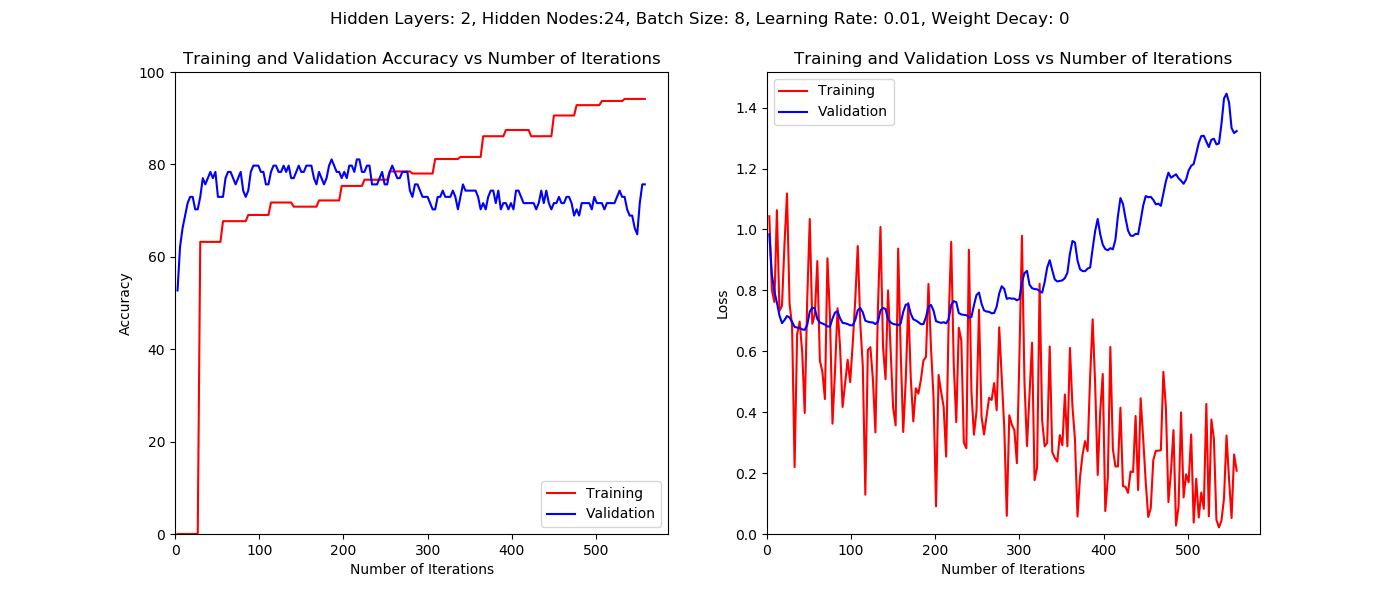 Hidden Layers: 2, Hidden Nodes:24, Batch Size: 8, Learning Rate: 0.01, Weight Decay: 0
Training and Validation Accuracy vs Number of Iterations
100
80
60
40
20
0
Accuracy
0 100 200 300 400 500
Number of Iterations
Training
Validation
Training and Validation Loss vs Number of Iterations
Training
Validation
1.4
1.2
1.0
0.8
0.6
0.4
0.2
0.0
Loss
0 100 200 300 400 500
Number of Iterations